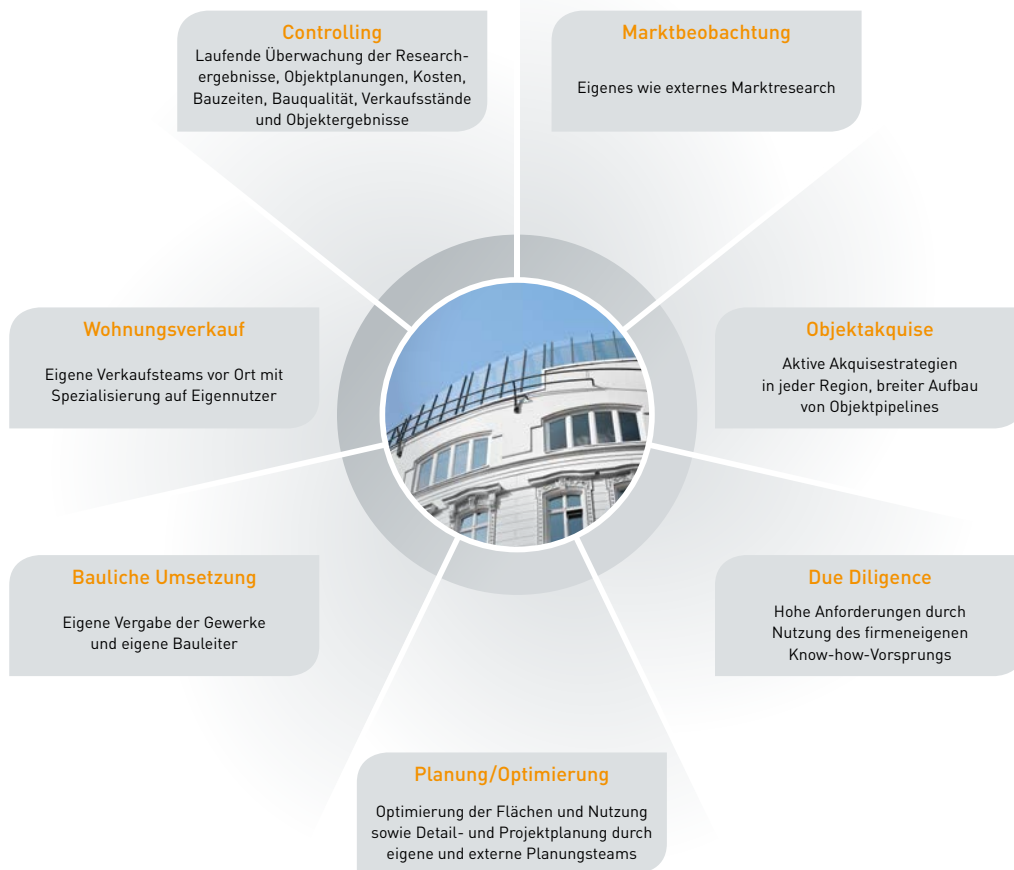 Controlling
Laufende Überwachung der Research-
ergebnisse, Objektplanungen, Kosten,
Bauzeiten, Bauqualität, Verkaufsstände
und Objektergebnisse
Marktbeobachtung
Eigenes wie externes Marktresearch
Wohnungsverkauf
Eigene Verkaufsteams vor Ort mit
Spezialisierung auf Eigennutzer
Objektakquise
Aktive Akquisestrategien
in jeder Region, breiter Aufbau
von Objektpipelines
Bauliche Umsetzung
Eigene Vergabe der Gewerke
und eigene Bauleiter
Due Diligence
Hohe Anforderungen durch
Nutzung des firmeneigenen
Know-how-Vorsprungs
Planung/Optimierung
Optimierung der Flächen und Nutzung
sowie Detail- und Projektplanung durch
eigene und externe Planungsteams